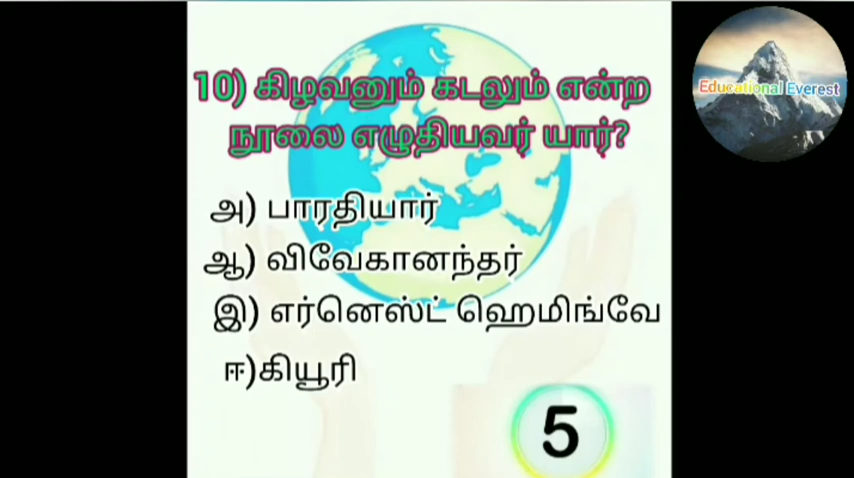 Educational Everest
10) கிழவனும் கடலும் என்ற
நூலை எழுதியவர் யார்?
அ) பாரதியார்
ஆ) விவேகானந்தர்
இ) எர்னெஸ்ட் ஹெமிங்வே
ஈ)கியூரி
5